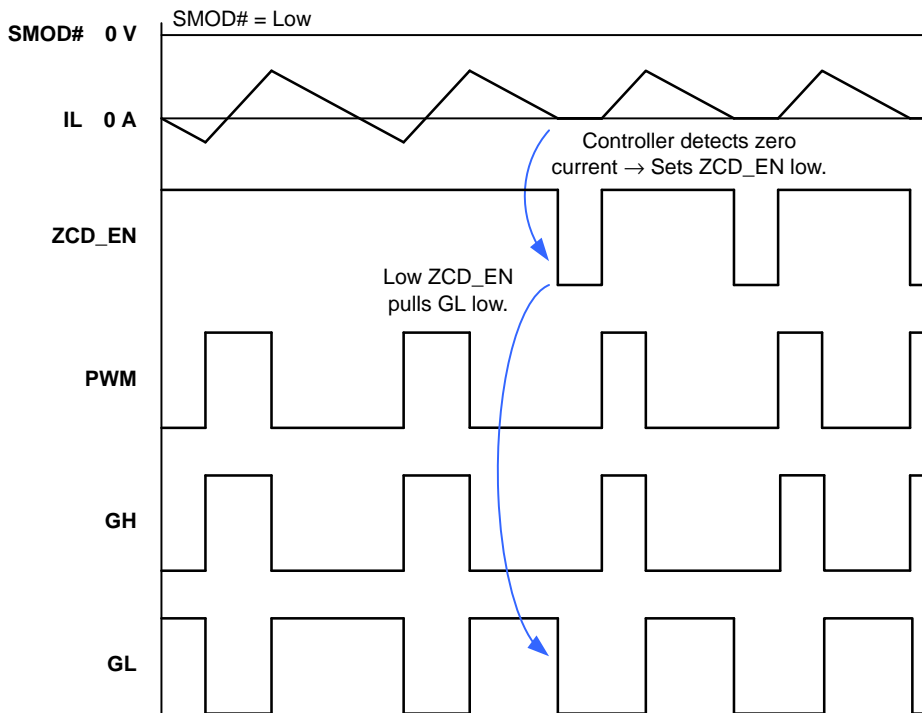 SMOD# = Low
SMOD# 0 V
IL 0 A
Controller detects zero
current → Sets ZCD_EN low.
ZCD_EN
Low ZCD_EN
pulls GL low.
PWM
GH
GL